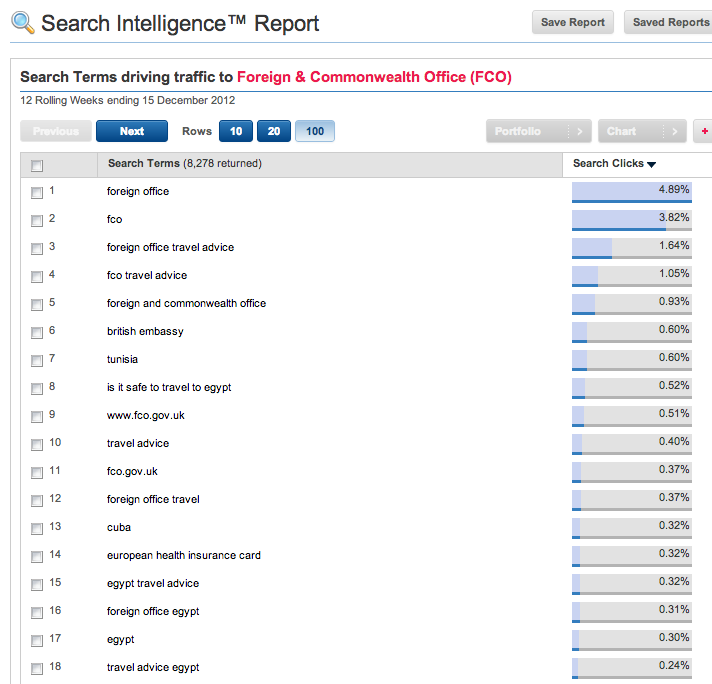 Search Intelligence™ Report
Save Report
Saved Reports
Search Terms driving traffic to Foreign & Commonwealth Office (FCO)
12 Rolling Weeks ending 15 December 2012
Previous Next Rows 10 20 100 Portfolio Chart +
Search Terms (8,278 returned) Search Clicks
1 foreign office 4.89%
2 fco 3.82%
3 foreign office travel advice 1.64%
4 fco travel advice 1.05%
5 foreign and commonwealth office 0.93%
6 british embassy 0.60%
7 tunisia 0.60%
8 is it safe to travel to egypt 0.52%
9 www.fco.gov.uk 0.51%
10 travel advice 0.40%
11 fco.gov.uk 0.37%
12 foreign office travel 0.37%
13 cuba 0.32%
14 european health insurance card 0.32%
15 egypt travel advice 0.32%
16 foreign office egypt 0.31%
17 egypt 0.30%
18 travel advice egypt 0.24%